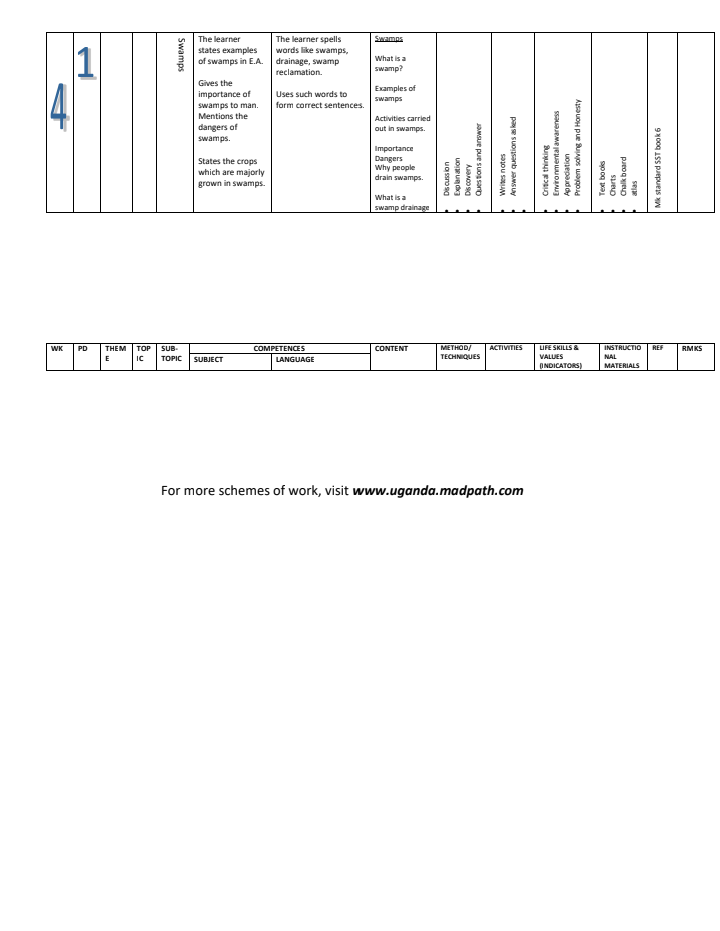 4
1
Swamps
The learner
states examples
of swamps in E.A.
Gives the
importance of
swamps to man.
Mentions the
dangers of
swamps.
States the crops
which are majorly
grown in swamps.
The learner spells
words like swamps,
drainage, swamp
reclamation.
Uses such words to
form correct sentences.
Swamps
What is a
swamp?
Examples of
swamps
Activities carried
out in swamps.
Importance
Dangers
Why people
drain swamps.
What is a
swamp drainage
• Discussion
• Explanation
• Discovery
• Questions and answer
• Writes notes
• Answer questions asked
•
• Critical thinking
• Environmental awareness
• Appreciation
• Problem solving and Honesty
• Text books
• Charts
• Chalk board
• atlas
Mk standard SST book 6
WK
PD
THEM
E
TOP
IC
SUB-
TOPIC
COMPETENCES
SUBJECT
LANGUAGE
CONTENT
METHOD/
TECHNIQUES
ACTIVITIES
LIFE SKILLS &
VALUES
(INDICATORS)
INSTRUCTIO
NAL
MATERIALS
REF
RMKS
For more schemes of work, visit www.uganda.madpath.com